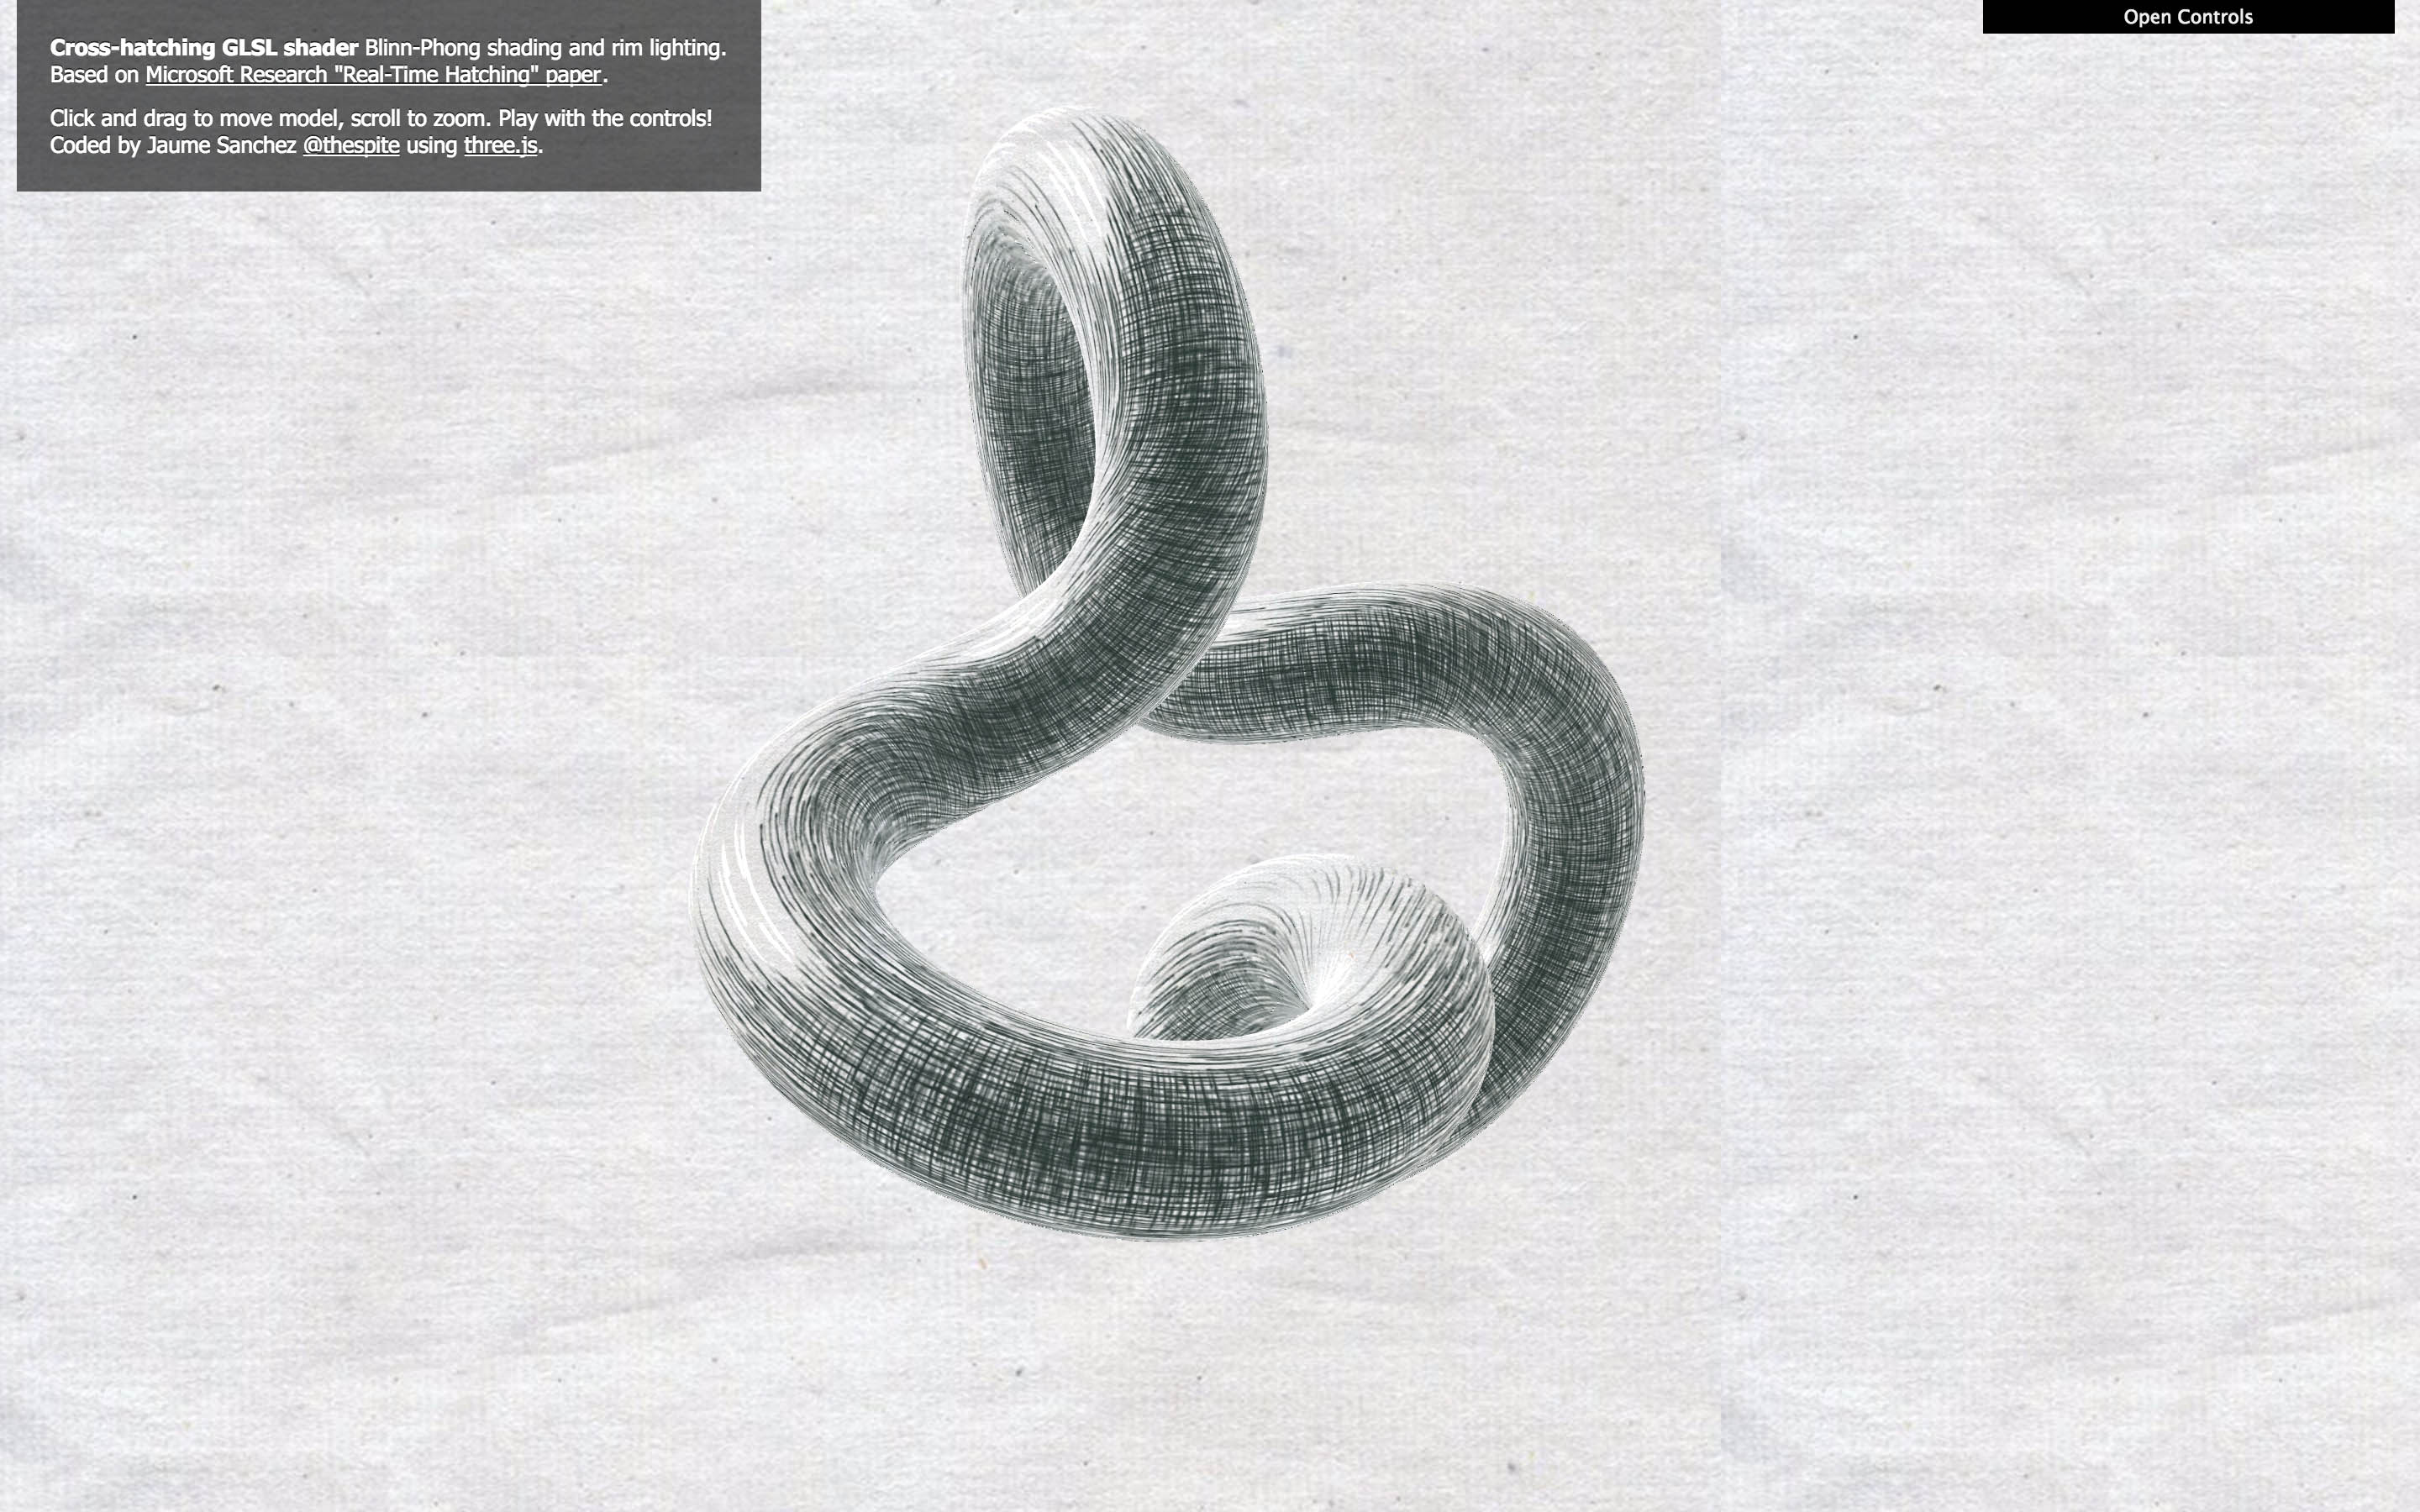 Cross-hatching GLSL shader Blinn-Phong shading and rim lighting.
Based on Microsoft Research "Real-Time Hatching" paper.
Click and drag to move model, scroll to zoom. Play with the controls!
Coded by Jaume Sanchez @thespite using three.js.
Open Controls